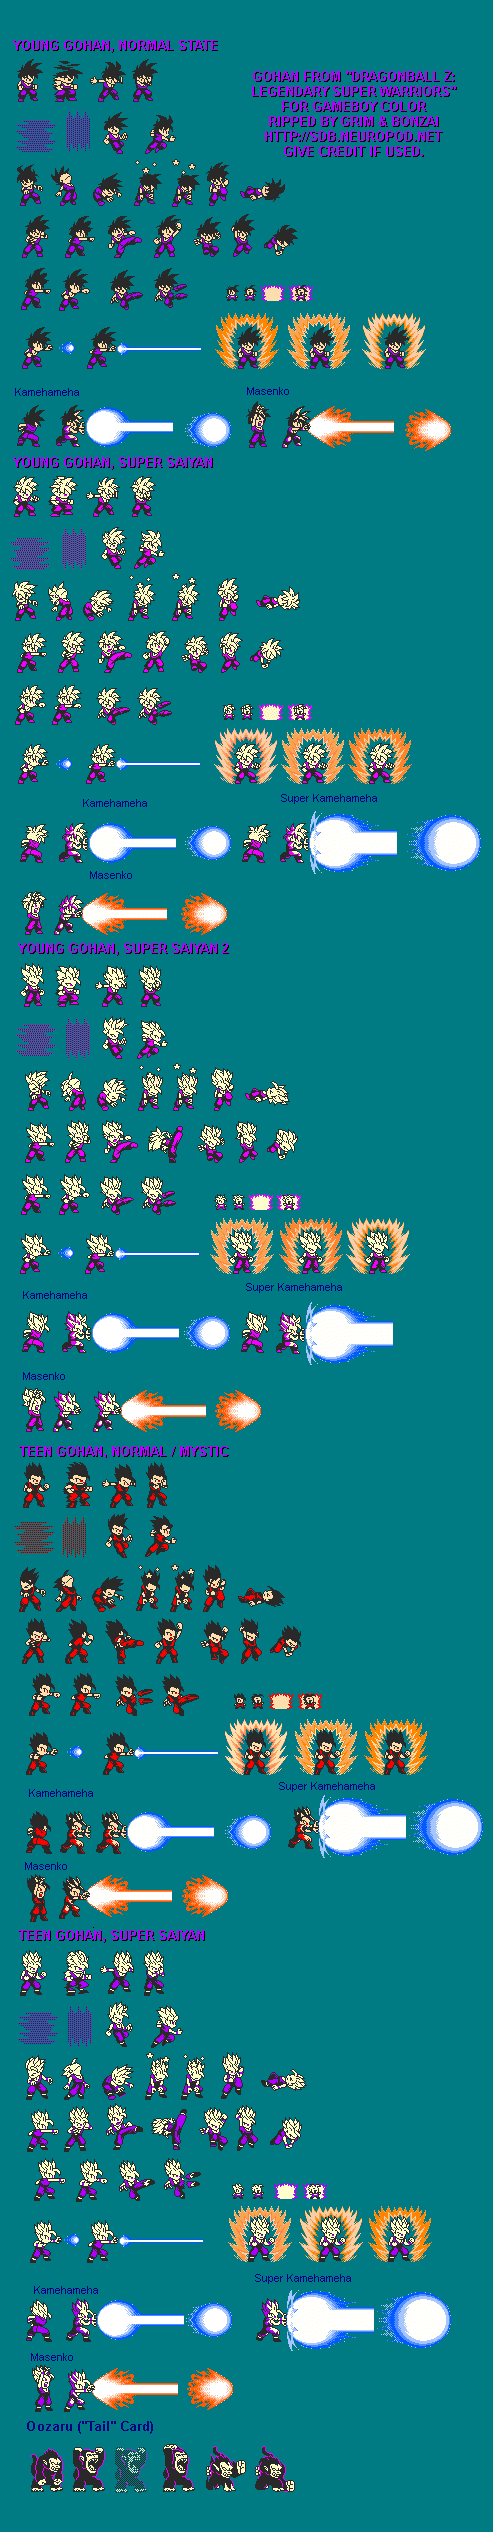 YOUNG GOHAN, NORMAL STATE
GOHAN FROM "DRAGONBALL Z:
LEGENDARY SUPER WARRIORS"
FOR GAMEBOY COLOR
RIPPED BY GRIM & BONZAI
HTTP://SDB.NEUROPOD.NET
GIVE CREDIT IF USED.
Kamehameha
Masenko
YOUNG GOHAN, SUPER SAIYAN
Kamehameha
Super Kamehameha
Masenko
YOUNG GOHAN, SUPER SAIYAN 2
Kamehameha
Super Kamehameha
Masenko
TEEN GOHAN, NORMAL / MYSTIC
Kamehameha
Super Kamehameha
Masenko
TEEN GOHAN, SUPER SAIYAN
Kamehameha
Super Kamehameha
Masenko
Oozaru ("Tail" Card)